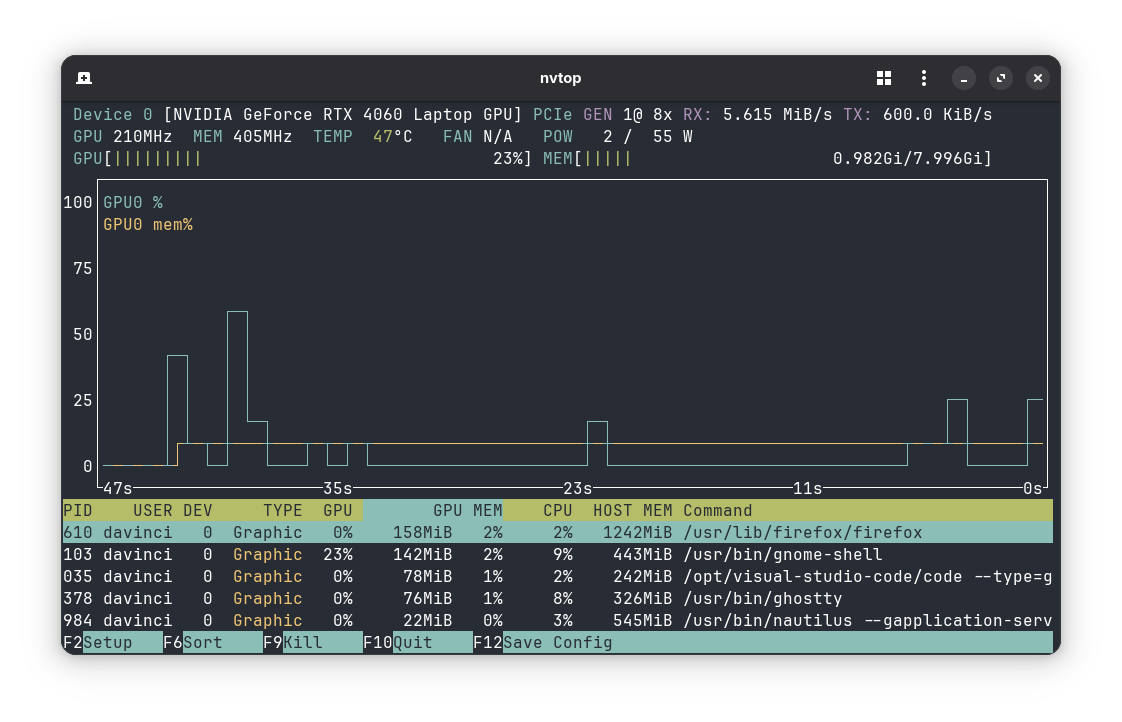 nvtop
Device 0 [NVIDIA GeForce RTX 4060 Laptop GPU] PCIe GEN 1@ 8x RX: 5.615 MiB/s TX: 600.0 KiB/s
GPU 210MHz MEM 405MHz TEMP 47°C FAN N/A POW 2 / 55 W
GPU[||||||||| 23%] MEM[||||| 0.982Gi/7.996Gi]
100
GPU0 %
GPU0 mem%
75
50
25
0
47s 35s 23s 11s 0s
PID USER DEV TYPE GPU GPU MEM CPU HOST MEM Command
610 davinci 0 Graphic 0% 158MiB 2% 2% 1242MiB /usr/lib/firefox/firefox
103 davinci 0 Graphic 23% 142MiB 2% 9% 443MiB /usr/bin/gnome-shell
035 davinci 0 Graphic 0% 78MiB 1% 2% 242MiB /opt/visual-studio-code/code --type=g
378 davinci 0 Graphic 0% 76MiB 1% 8% 326MiB /usr/bin/ghostty
984 davinci 0 Graphic 0% 22MiB 0% 3% 545MiB /usr/bin/nautilus --gapplication-serv
F2Setup F6Sort F9Kill F10Quit F12Save Config